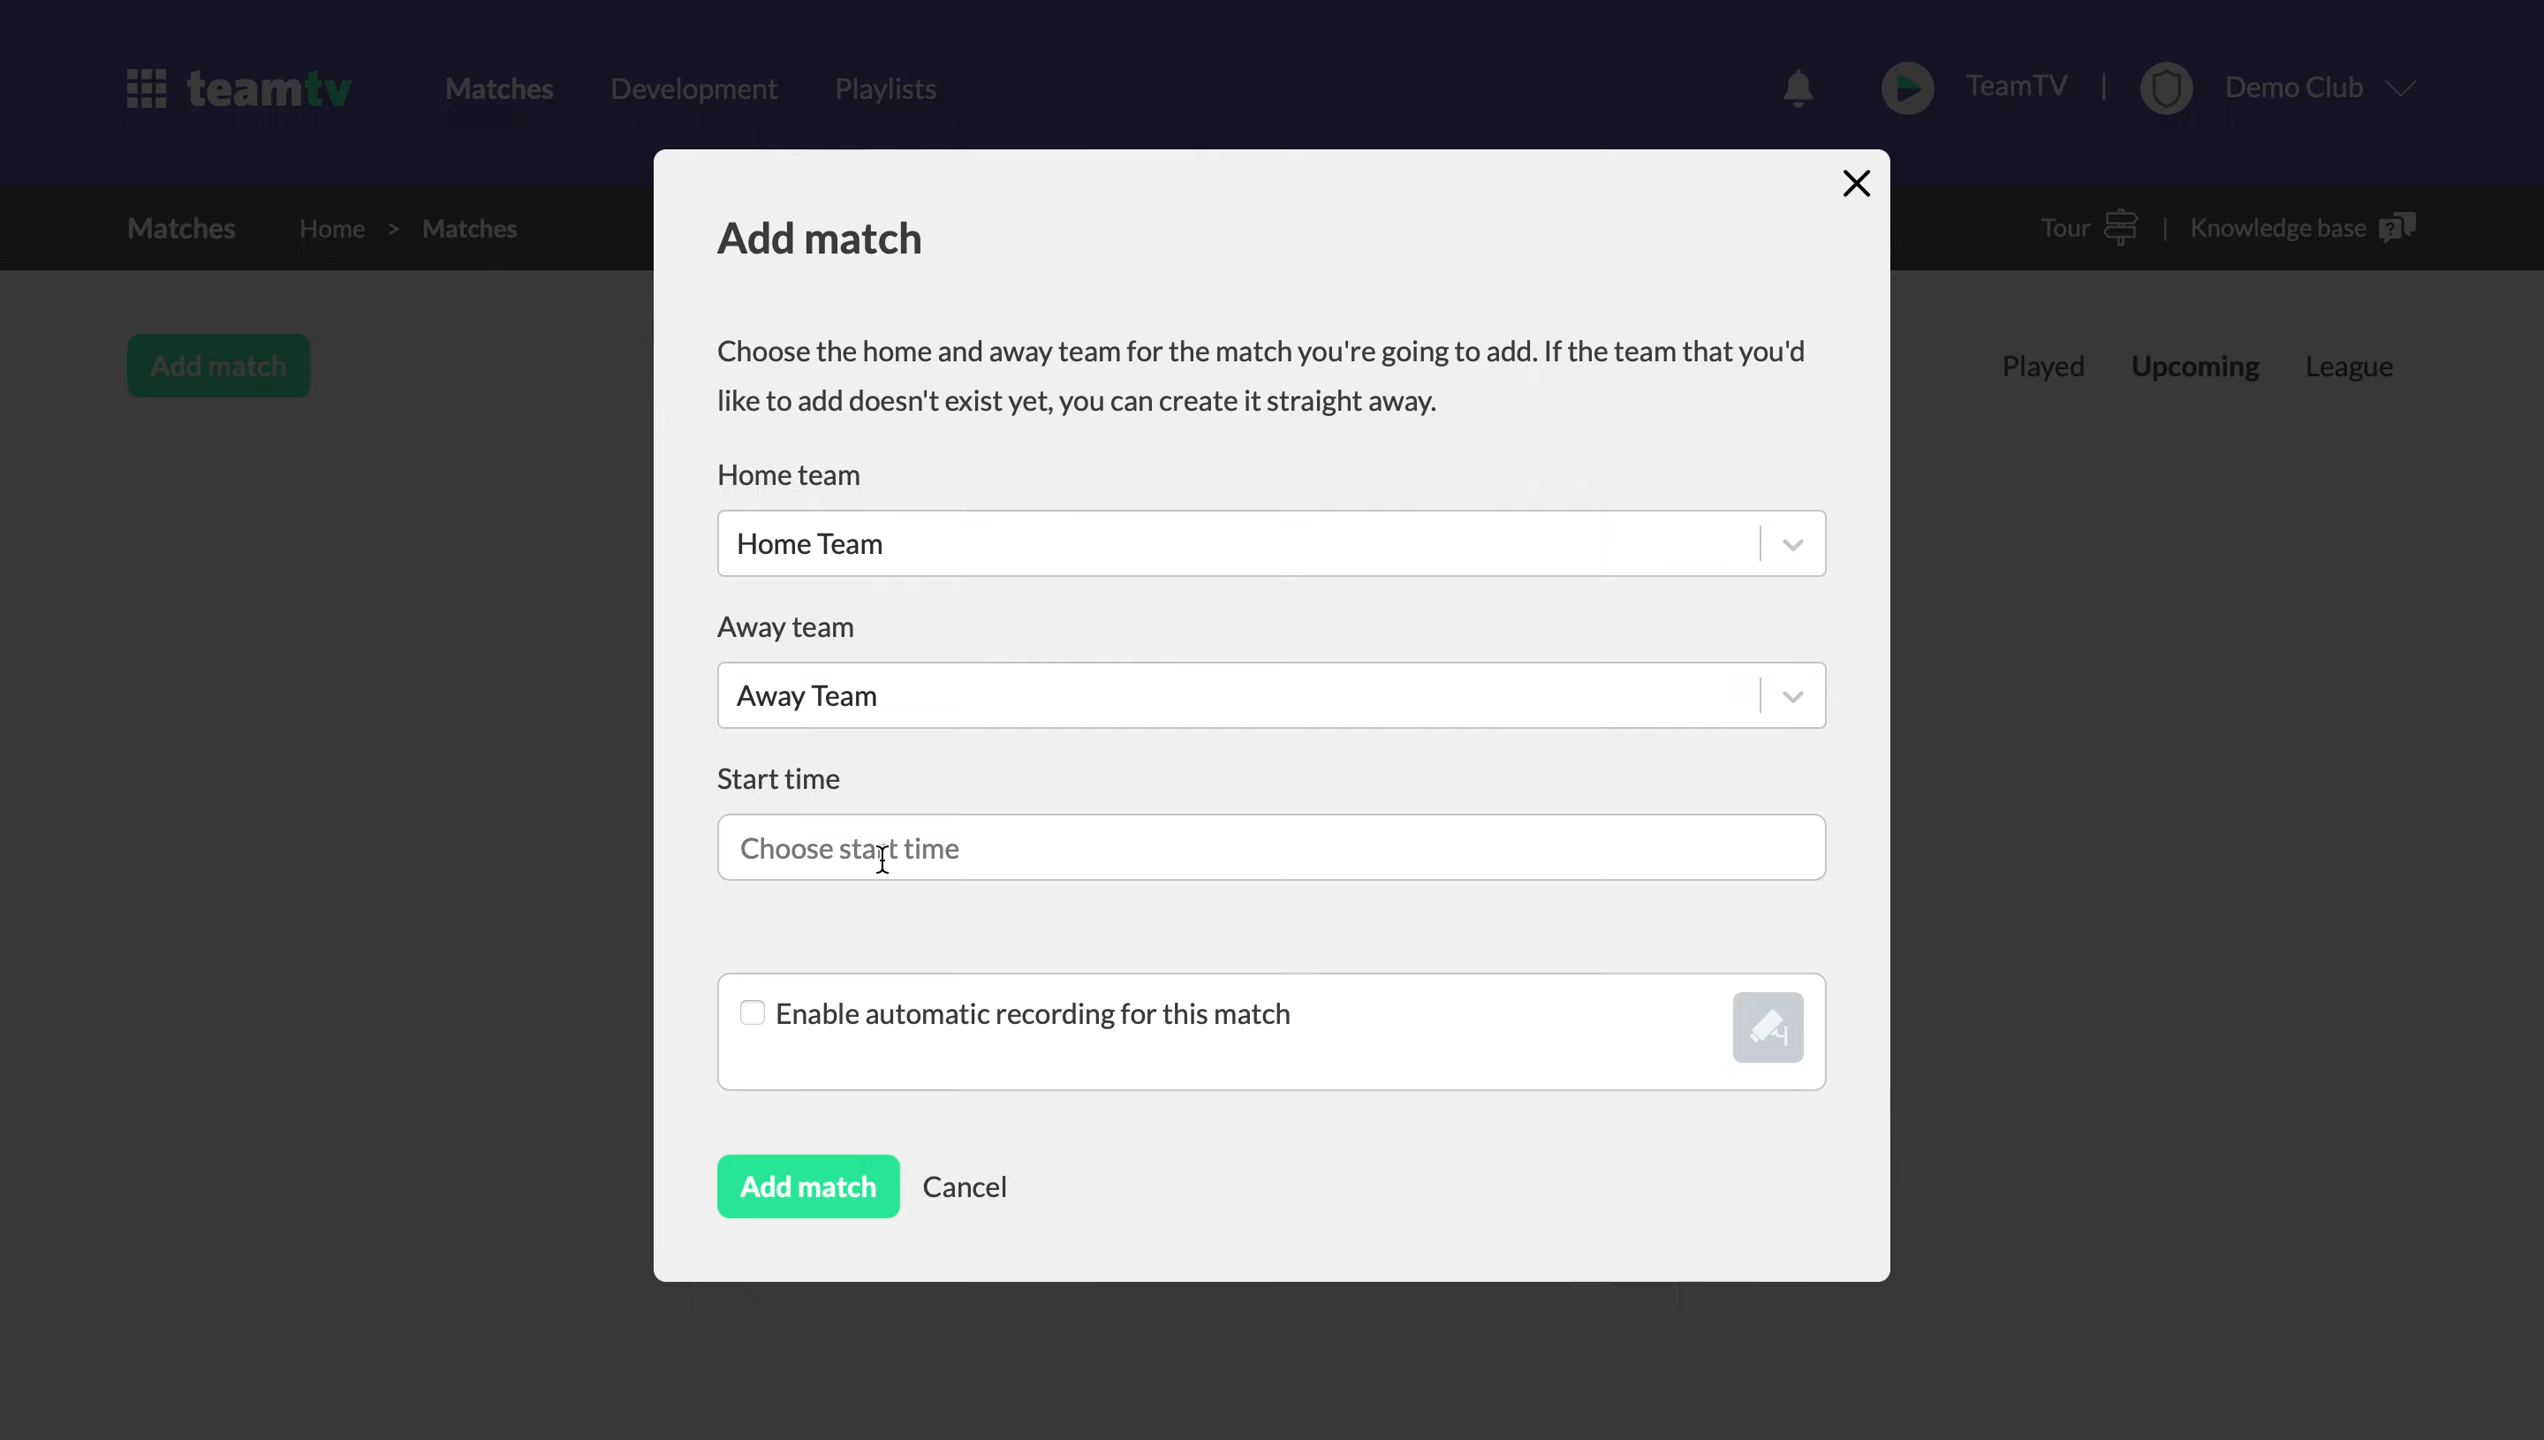 teamtv Matches Development Playlists TeamTV | Demo Club
Matches Home > Matches Tour | Knowledge base
Add match
Played Upcoming League
Add match
Choose the home and away team for the match you're going to add. If the team that you'd
like to add doesn't exist yet, you can create it straight away.
Home team
Home Team
Away team
Away Team
Start time
Choose start time
Enable automatic recording for this match
Add match Cancel